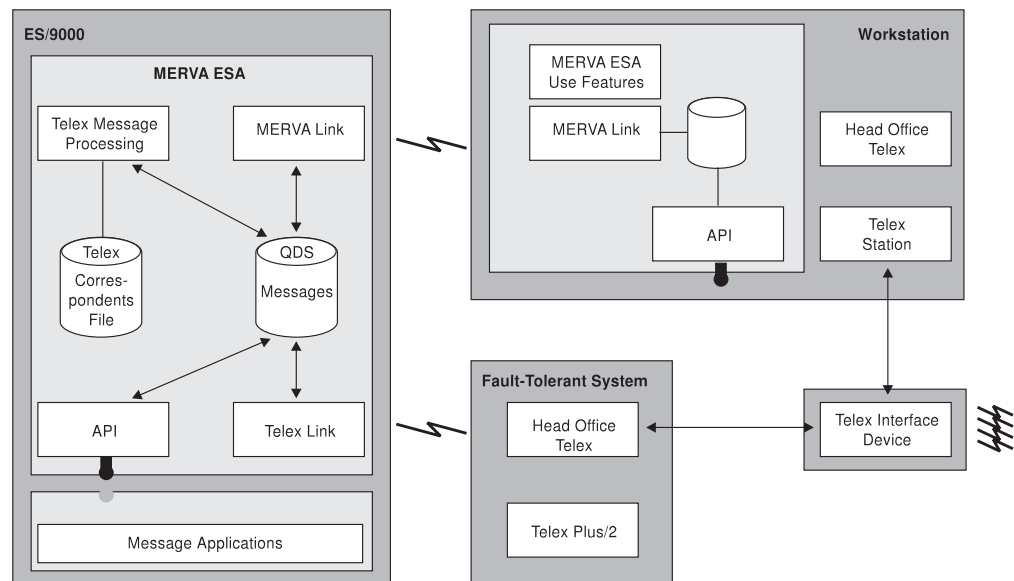 ES/9000
MERVA ESA
Telex Message
Processing
MERVA Link
Telex
Corres-
pondents
File
QDS
Messages
API
Telex Link
Message Applications
Workstation
MERVA ESA
Use Features
MERVA Link
API
Head Office
Telex
Telex
Station
Fault-Tolerant System
Head Office
Telex
Telex Plus/2
Telex Interface
Device